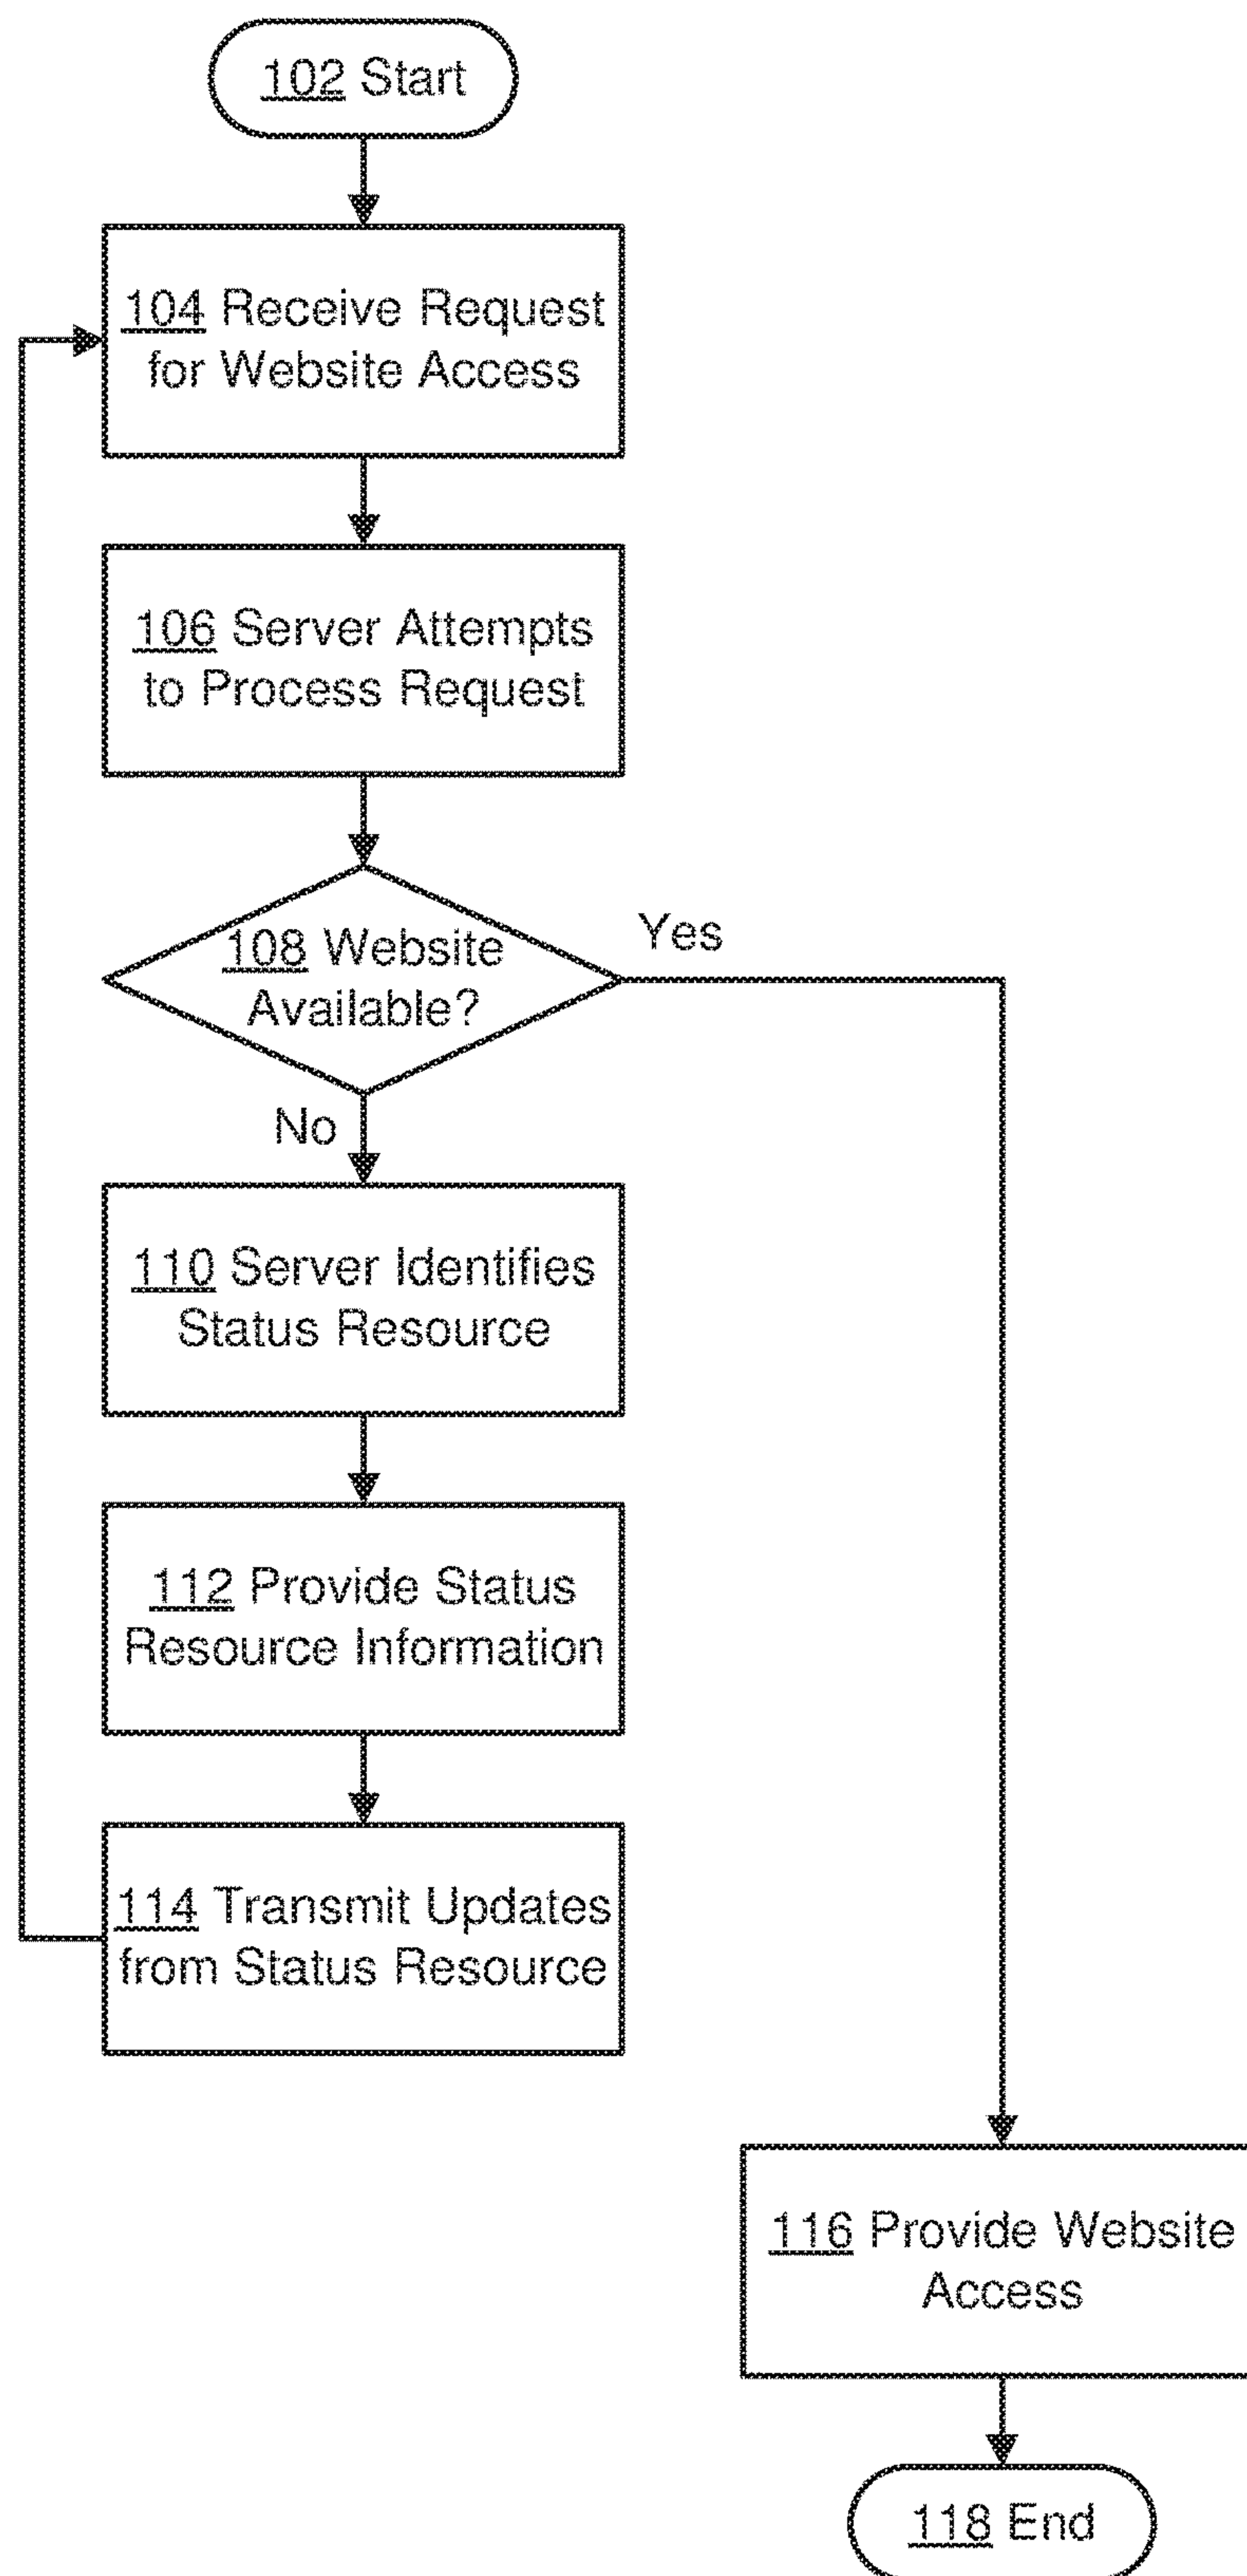 102 Start
104 Receive Request
for Website Access
106 Server Attempts
to Process Request
108 Website
Available?
Yes
No
110 Server Identifies
Status Resource
112 Provide Status
Resource Information
114 Transmit Updates
from Status Resource
116 Provide Website
Access
118 End